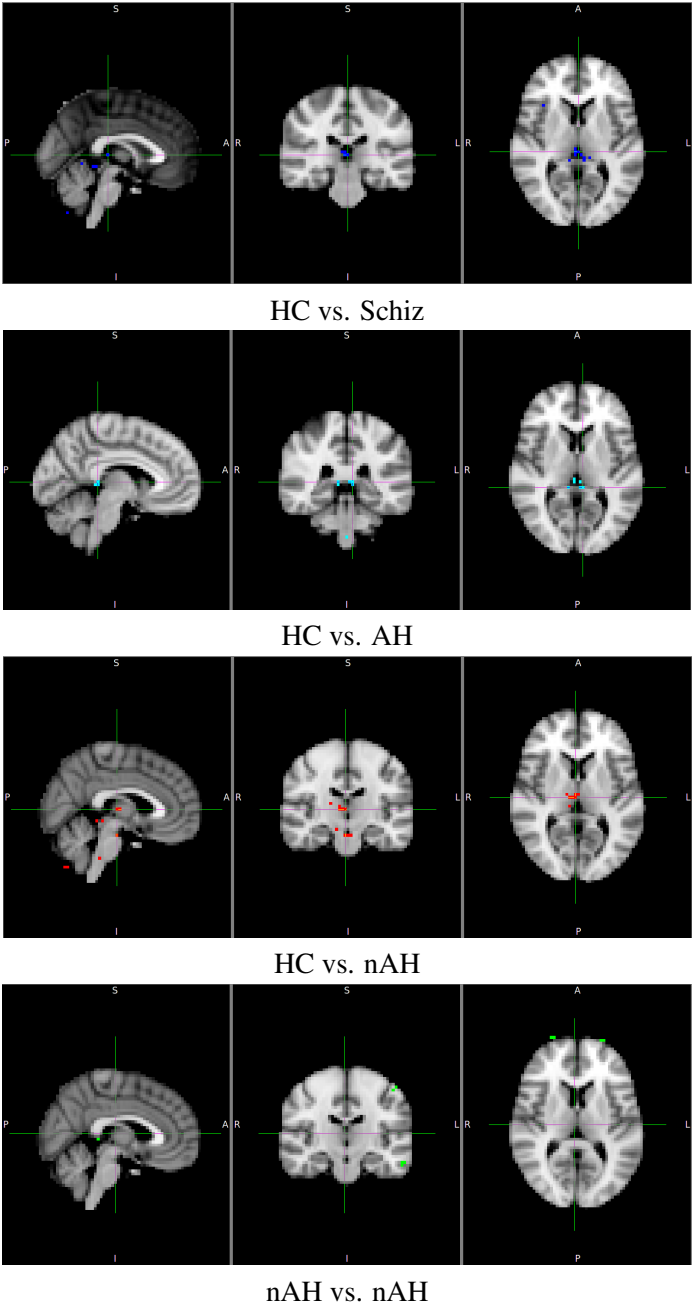 S S A
P A R L R L
I I P
HC vs. Schiz
S S A
P A R L R L
I I P
HC vs. AH
S S A
P A R L R L
I I P
HC vs. nAH
S S A
P A R L R L
I I P
nAH vs. nAH